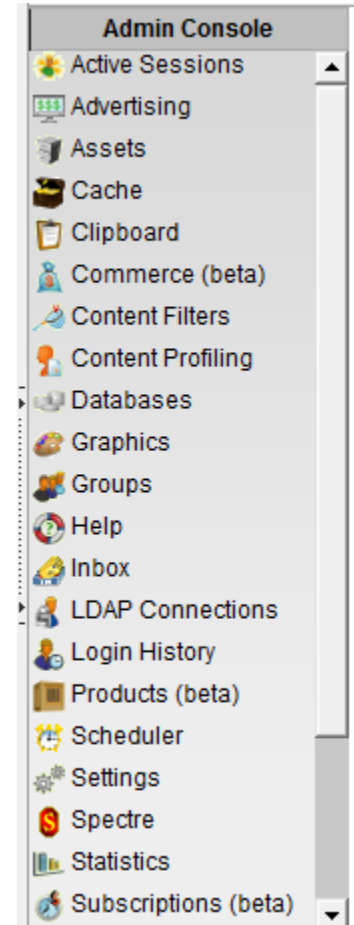 Admin Console
Active Sessions
$$$ Advertising
Assets
Cache
Clipboard
Commerce (beta)
Content Filters
Content Profiling
Databases
Graphics
Groups
Help
Inbox
LDAP Connections
Login History
Products (beta)
Scheduler
Settings
S Spectre
Statistics
Subscriptions (beta)